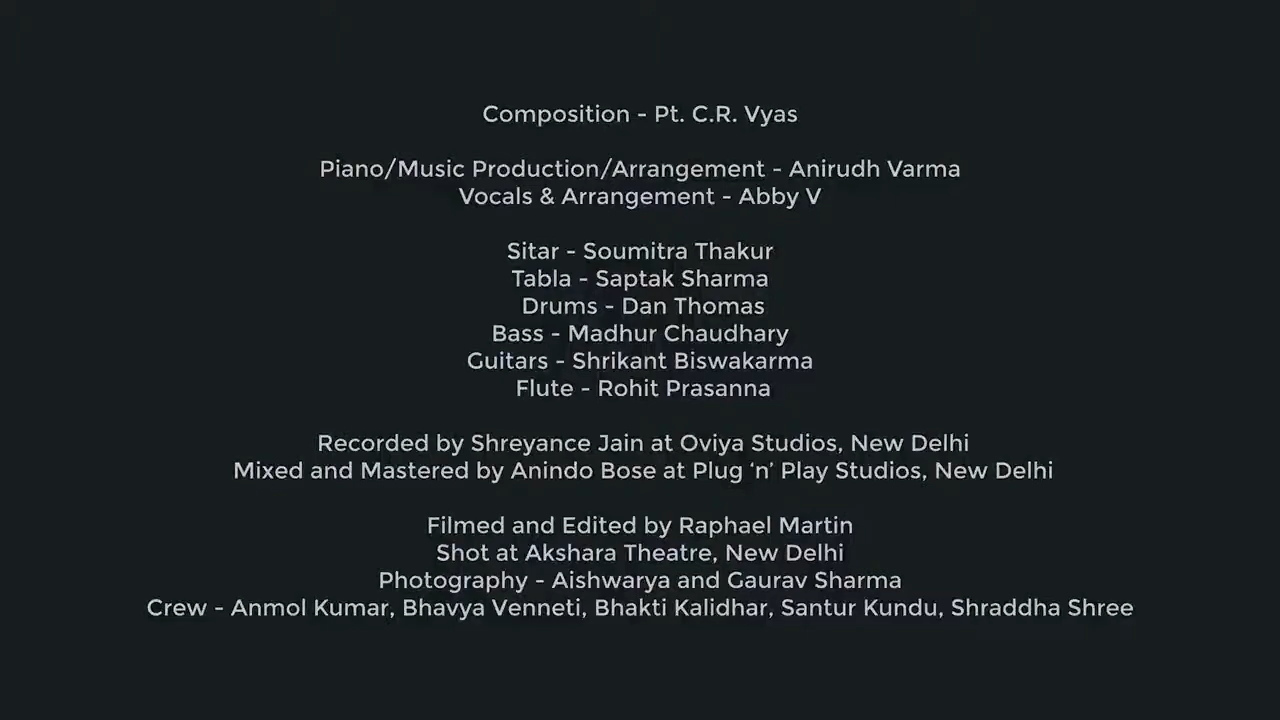 Composition - Pt. C.R. Vyas
Piano/Music Production/Arrangement - Anirudh Varma
Vocals & Arrangement - Abby V
Sitar - Soumitra Thakur
Tabla - Saptak Sharma
Drums - Dan Thomas
Bass - Madhur Chaudhary
Guitars - Shrikant Biswakarma
Flute - Rohit Prasanna
Recorded by Shreyance Jain at Oviya Studios, New Delhi
Mixed and Mastered by Anindo Bose at Plug ‘n’ Play Studios, New Delhi
Filmed and Edited by Raphael Martin
Shot at Akshara Theatre, New Delhi
Photography - Aishwarya and Gaurav Sharma
Crew - Anmol Kumar, Bhavya Venneti, Bhakti Kalidhar, Santur Kundu, Shraddha Shree